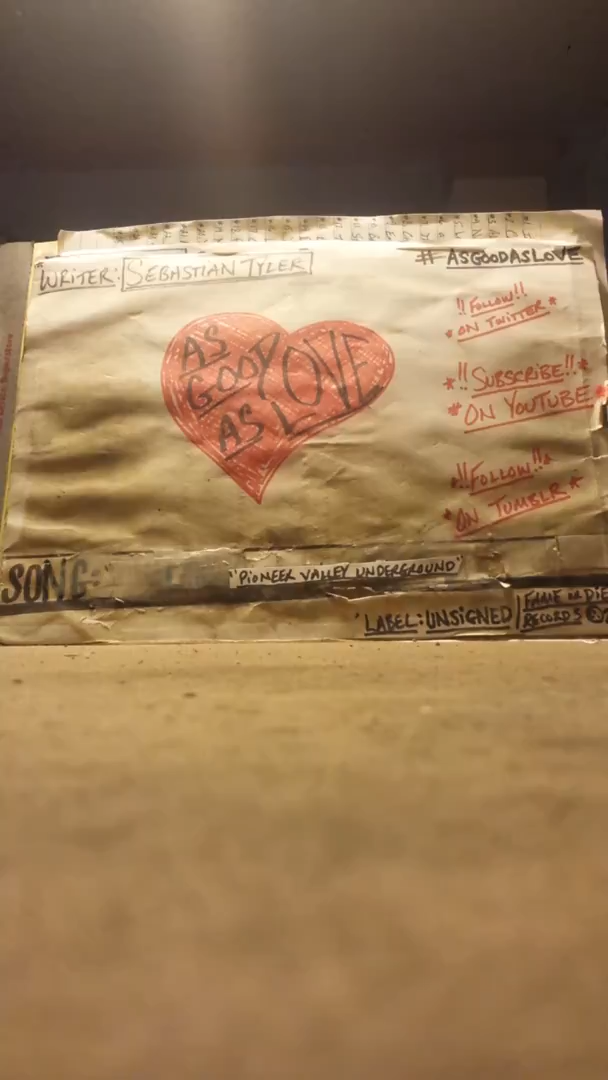 WRITER: SEBASTIAN TYLER
# ASGOODASLOVE
!! FOLLOW!!
* ON TWITTER *
AS
GOOD LOVE
AS
*!! SUBSCRIBE!! *
* ON YOUTUBE *
*!! FOLLOW!! *
*ON TUMBLR *
SONG:
"PIONEER VALLEY UNDERGROUND"
LABEL: UNSIGNED
FAME OR DIE
RECORDS